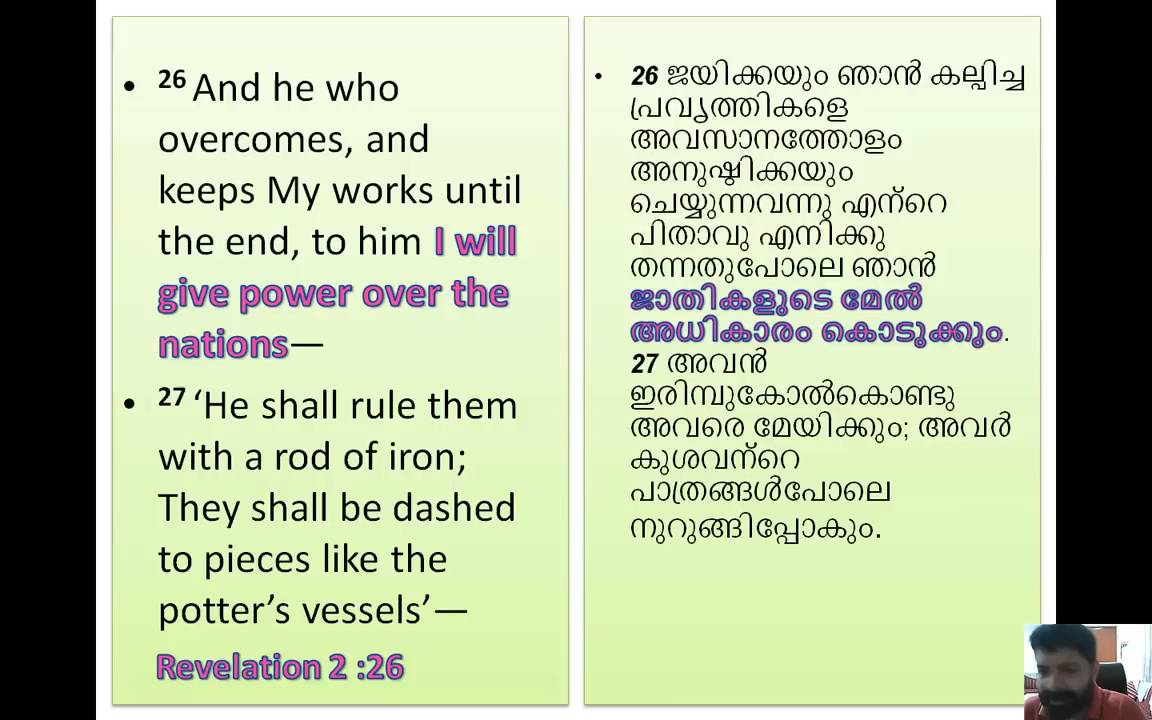 • 26 And he who
overcomes, and
keeps My works until
the end, to him I will
give power over the
nations—
• 27 ‘He shall rule them
with a rod of iron;
They shall be dashed
to pieces like the
potter’s vessels’—
Revelation 2 :26
• 26 ജയിക്കയും ഞാൻ കല്പിച്ച
പ്രവൃത്തികളെ
അവസാനത്തോളം
അനുഷ്ഠിക്കയും
ചെയ്യുന്നവന്നു എന്റെ
പിതാവു എനിക്കു
തന്നതുപോലെ ഞാൻ
ജാതികളുടെ മേൽ
അധികാരം കൊടുക്കും.
27 അവൻ
ഇരിമ്പുകോൽകൊണ്ടു
അവരെ മേയിക്കും; അവർ
കുശവന്റെ
പാത്രങ്ങൾപോലെ
നുറുങ്ങിപ്പോകും.